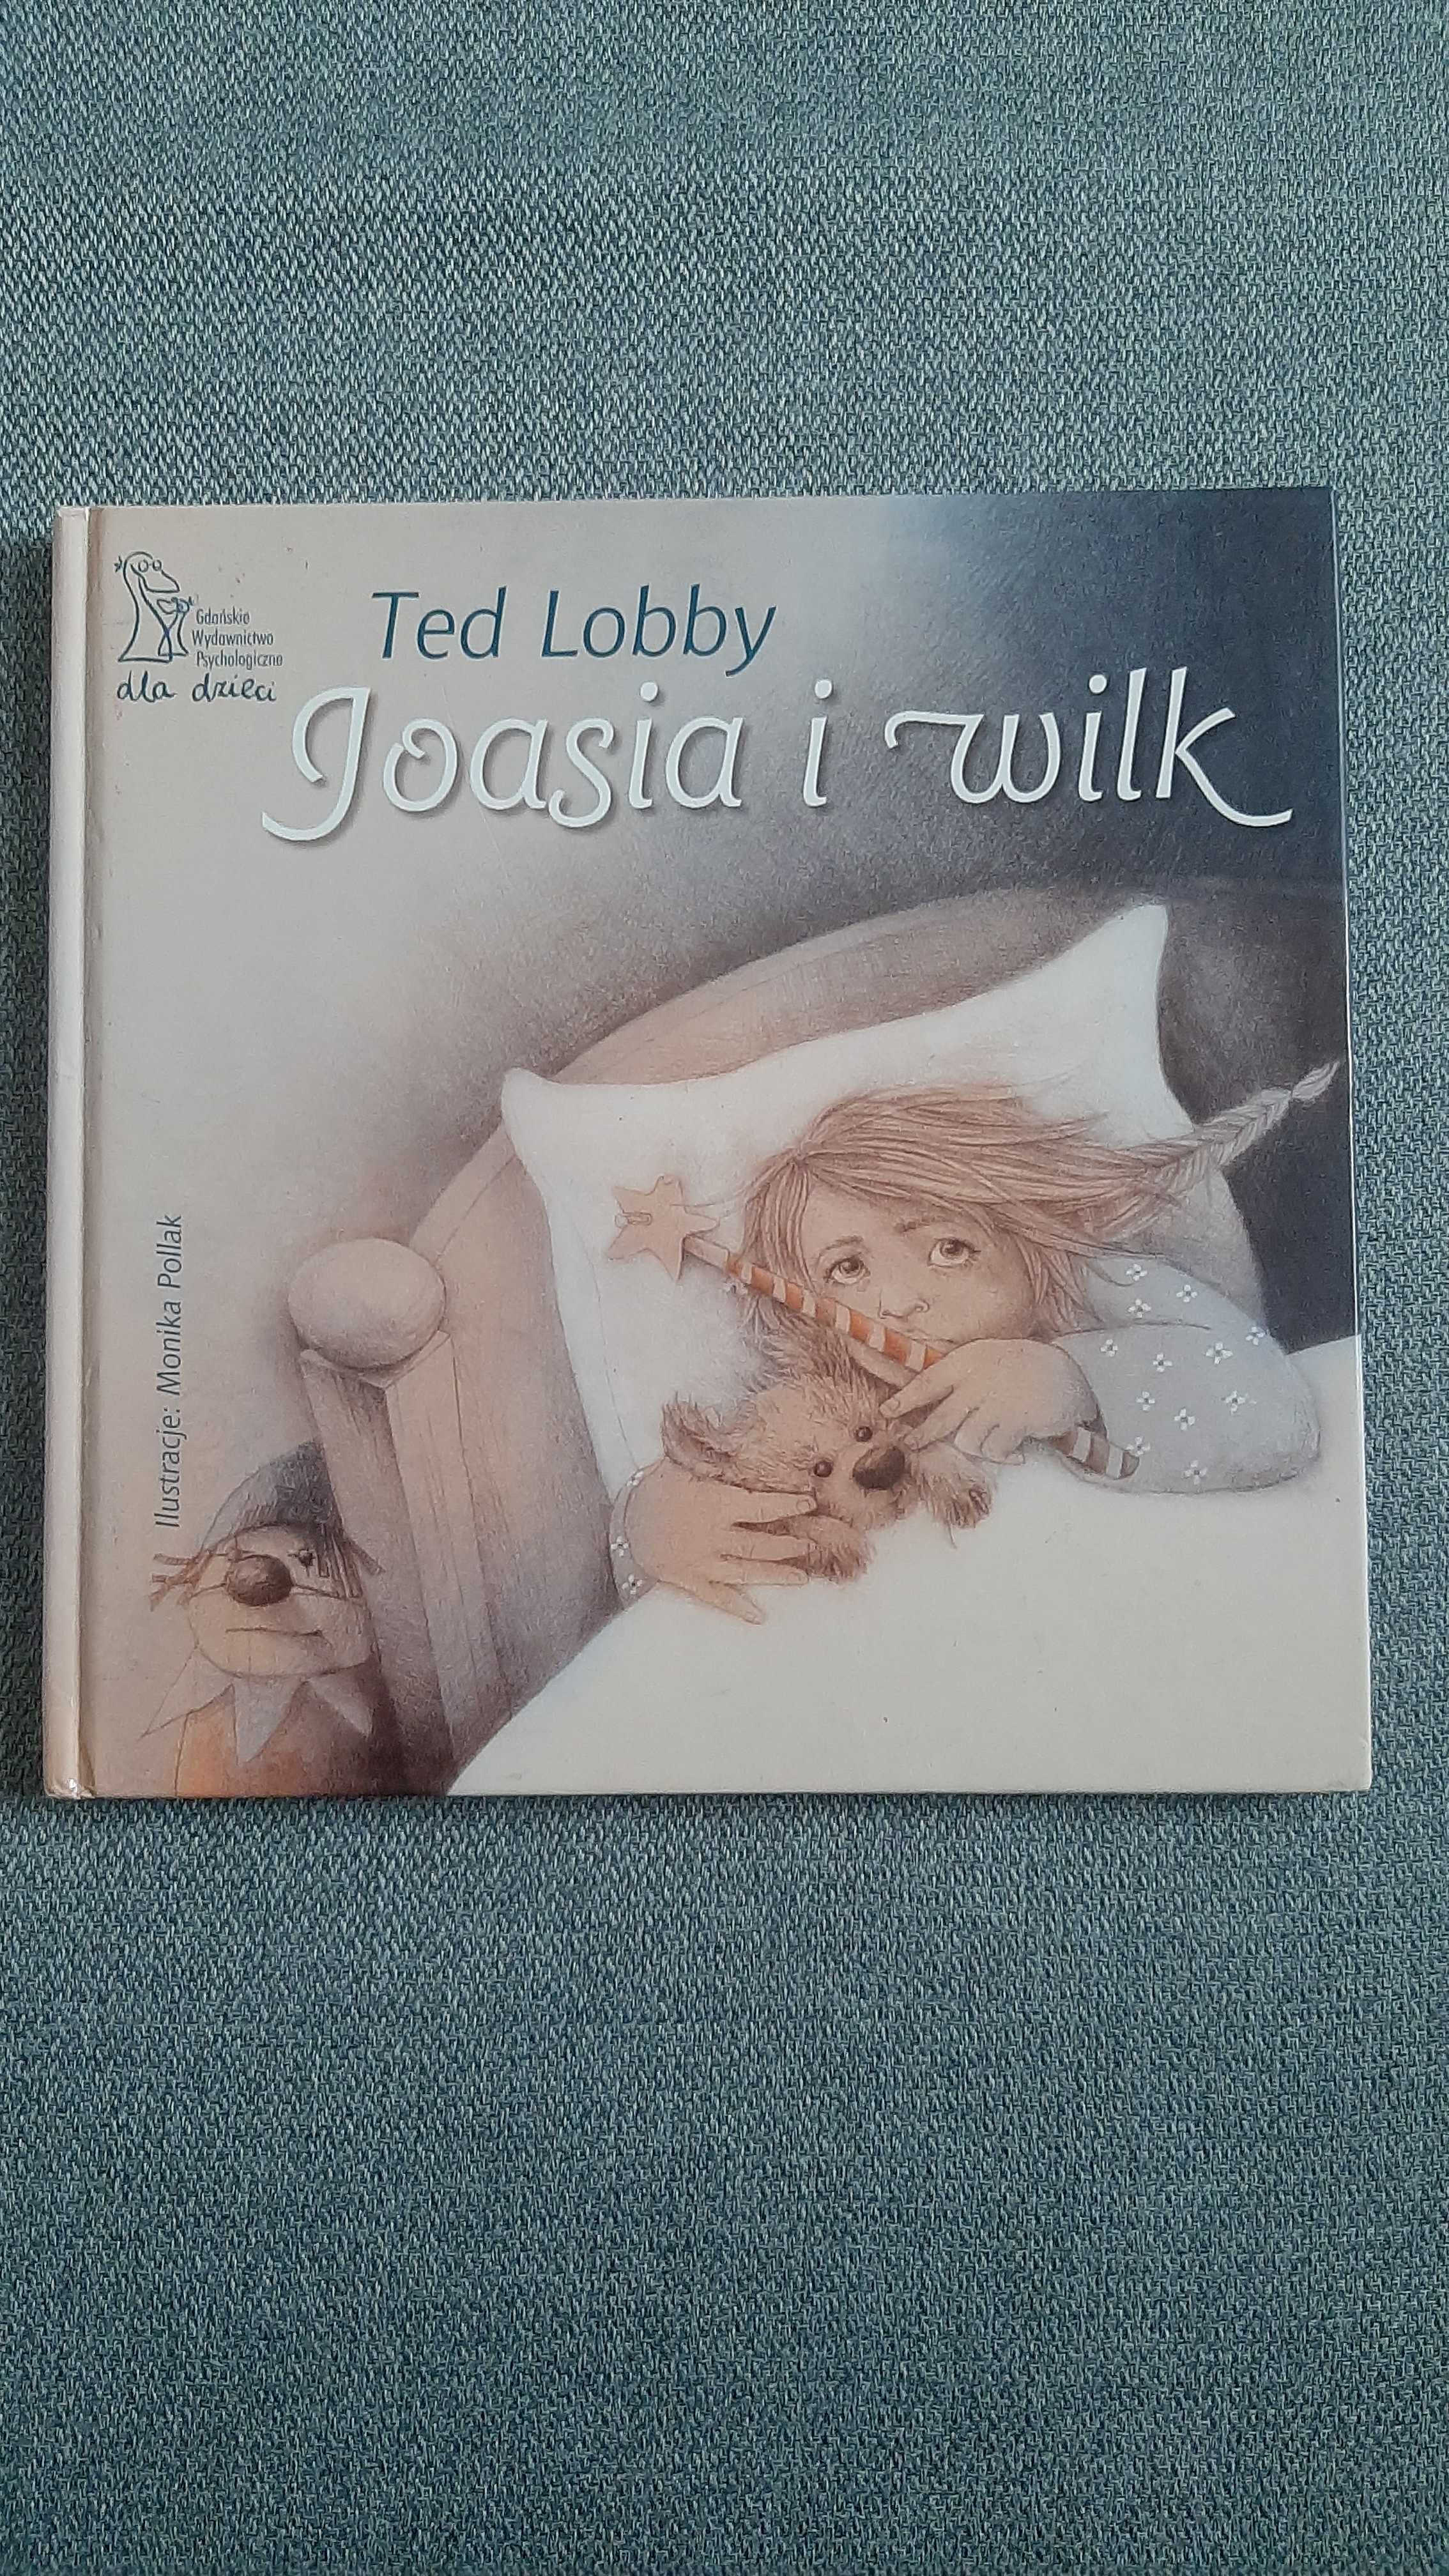 Gdańskie
Wydawnictwo
Psychologiczne
dla dzieci
Ted Lobby
Joasia i wilk
Ilustracje: Monika Pollak